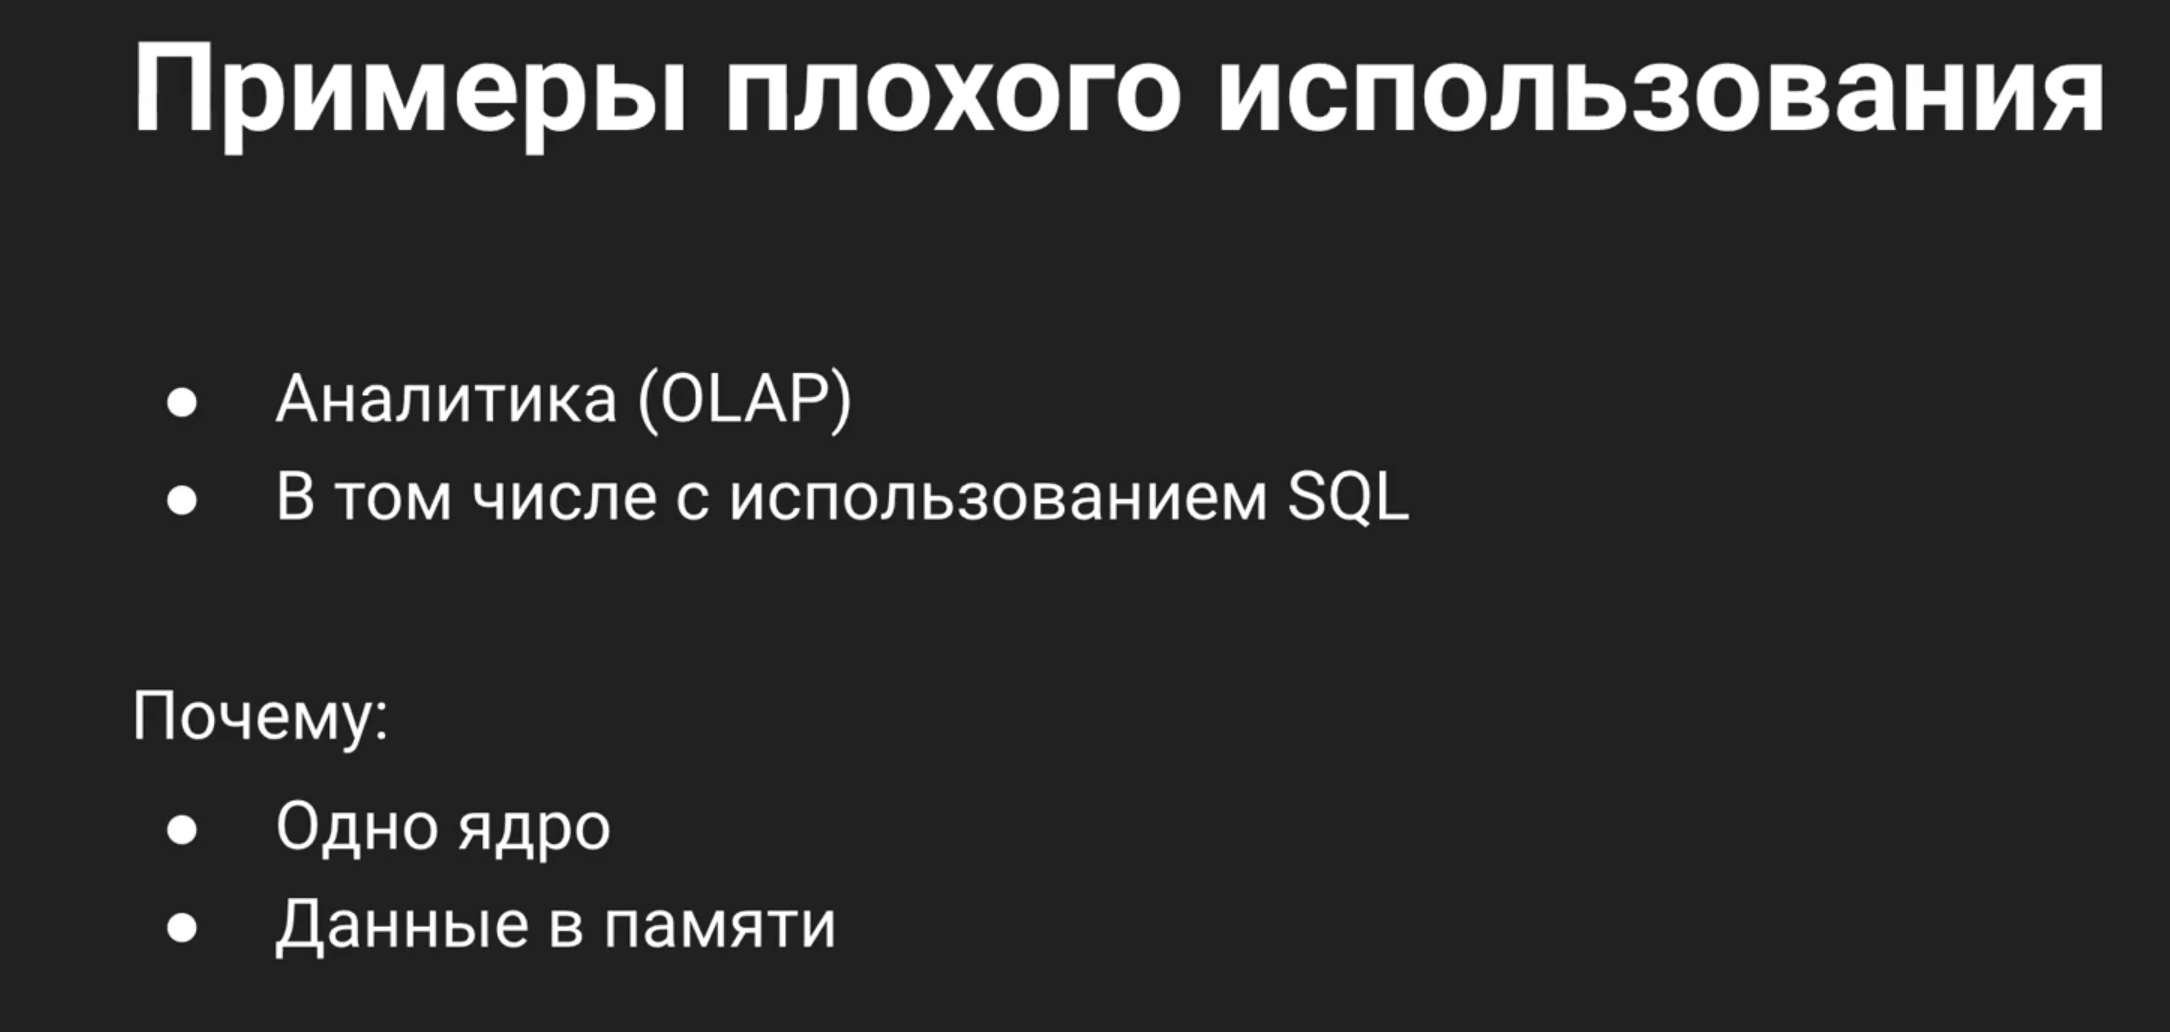 Примеры плохого использования
● Аналитика (OLAP)
● В том числе с использованием SQL
Почему:
● Одно ядро
● Данные в памяти